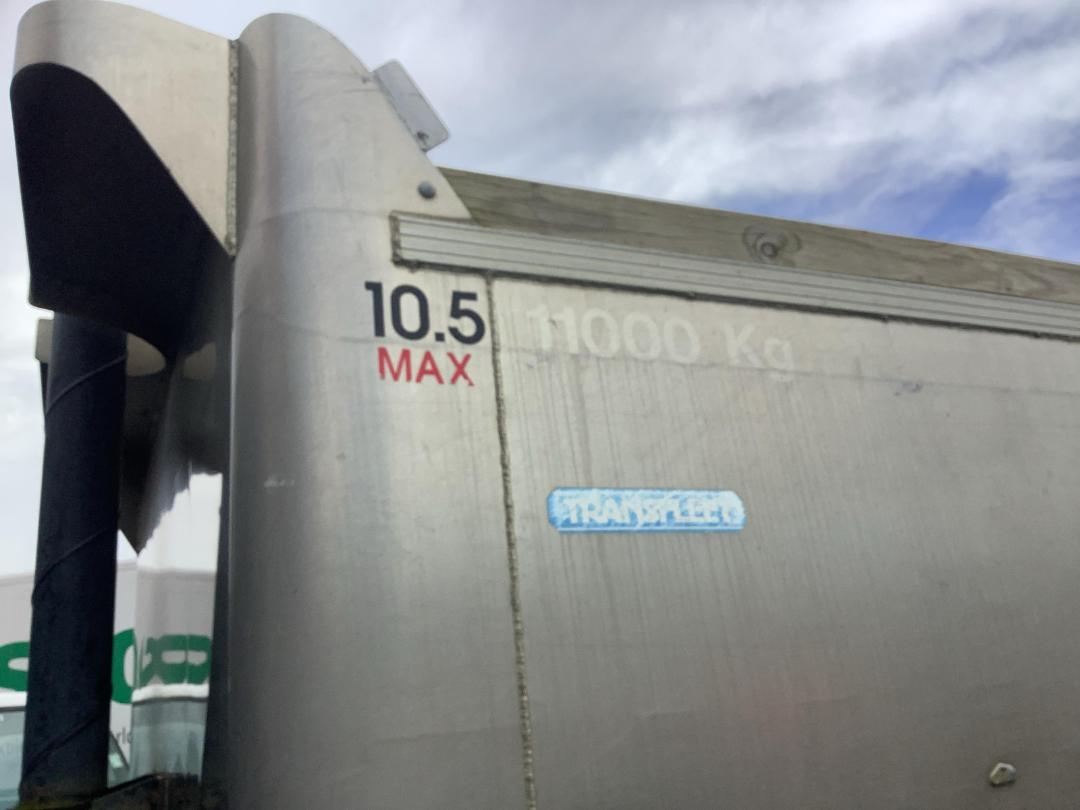 10.5
MAX
11000 Kg
TRANSFLEET